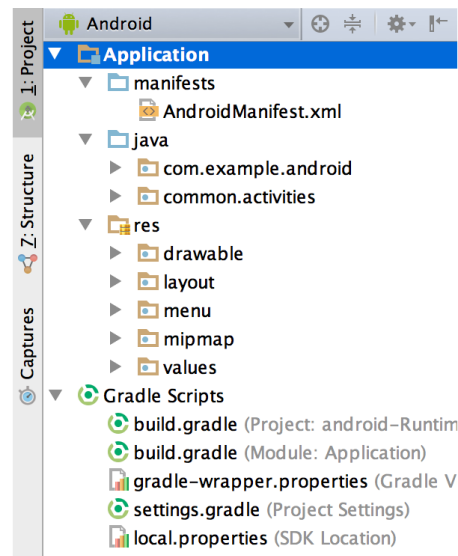 1: Project
7: Structure
Captures
Android
Application
manifests
AndroidManifest.xml
java
com.example.android
common.activities
res
drawable
layout
menu
mipmap
values
Gradle Scripts
build.gradle (Project: android-Runtim
build.gradle (Module: Application)
gradle-wrapper.properties (Gradle V
settings.gradle (Project Settings)
local.properties (SDK Location)